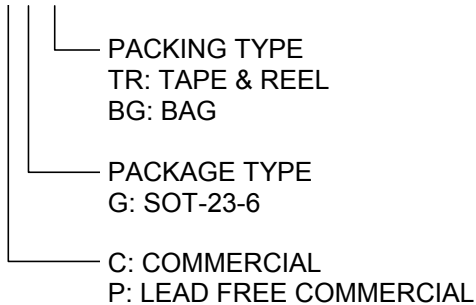 PACKING TYPE
TR: TAPE & REEL
BG: BAG
PACKAGE TYPE
G: SOT-23-6
C: COMMERCIAL
P: LEAD FREE COMMERCIAL